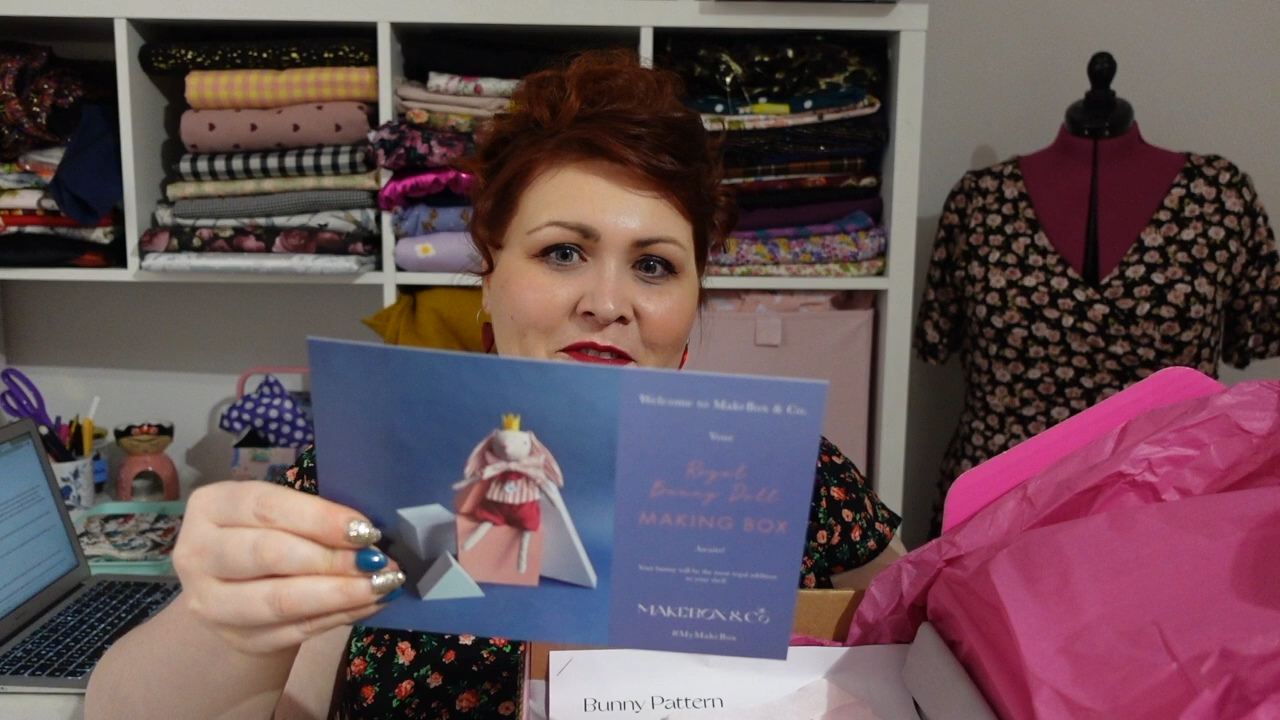 Welcome to MakeBox & Co.
Your
Royal
Bunny Doll
MAKING BOX
Awaits!
Your bunny will be the most regal addition
to your shelf
MAKEBOX & Co
#MyMakeBox
Bunny Pattern